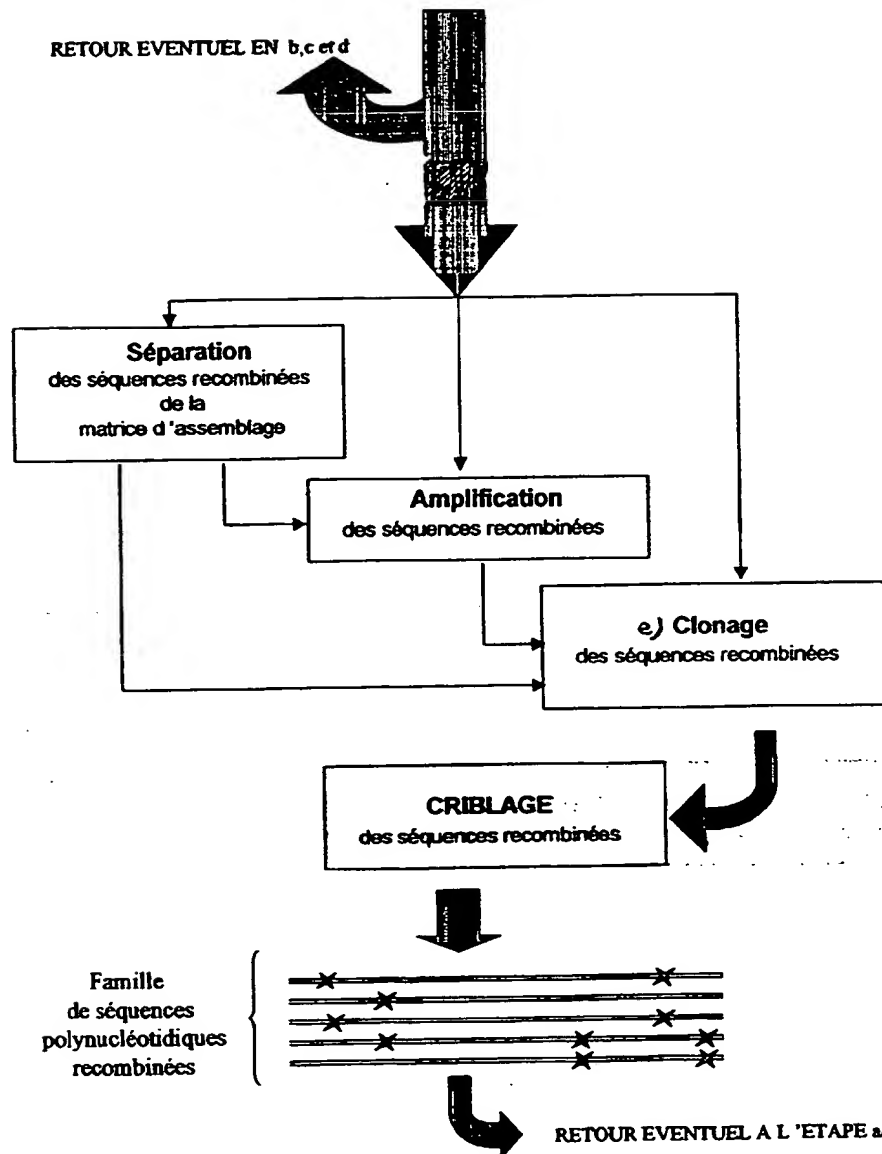 RETOUR EVENTUEL EN b,c et d
Séparation
des séquences recombinées
de la
matrice d 'assemblage
Amplification
des séquences recombinées
e) Clonage
des séquences recombinées
CRIBLAGE
des séquences recombinées
Famille
de séquences
polynucléotidiques
recombinées
RETOUR EVENTUEL A L 'ETAPE a